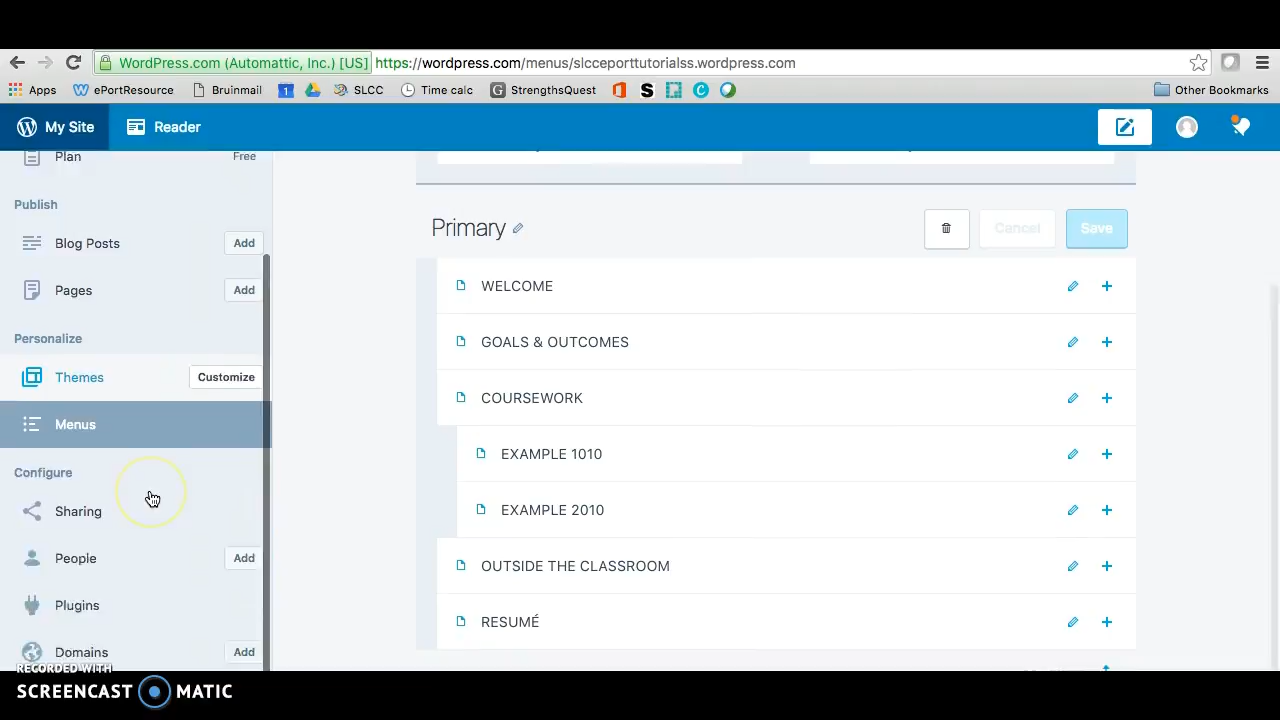 WordPress.com (Automattic, Inc.) [US] https://wordpress.com/menus/slcceporttutorialss.wordpress.com
Apps ePortResource Bruinmail 1 SLCC Time calc G StrengthsQuest S C Other Bookmarks
My Site Reader
Plan Free
Publish
Blog Posts Add
Pages Add
Personalize
Themes Customize
Menus
Configure
Sharing
People Add
Plugins
Domains Add
Primary Cancel Save
WELCOME
GOALS & OUTCOMES
COURSEWORK
EXAMPLE 1010
EXAMPLE 2010
OUTSIDE THE CLASSROOM
RESUMÉ
RECORDED WITH
SCREENCAST MATIC